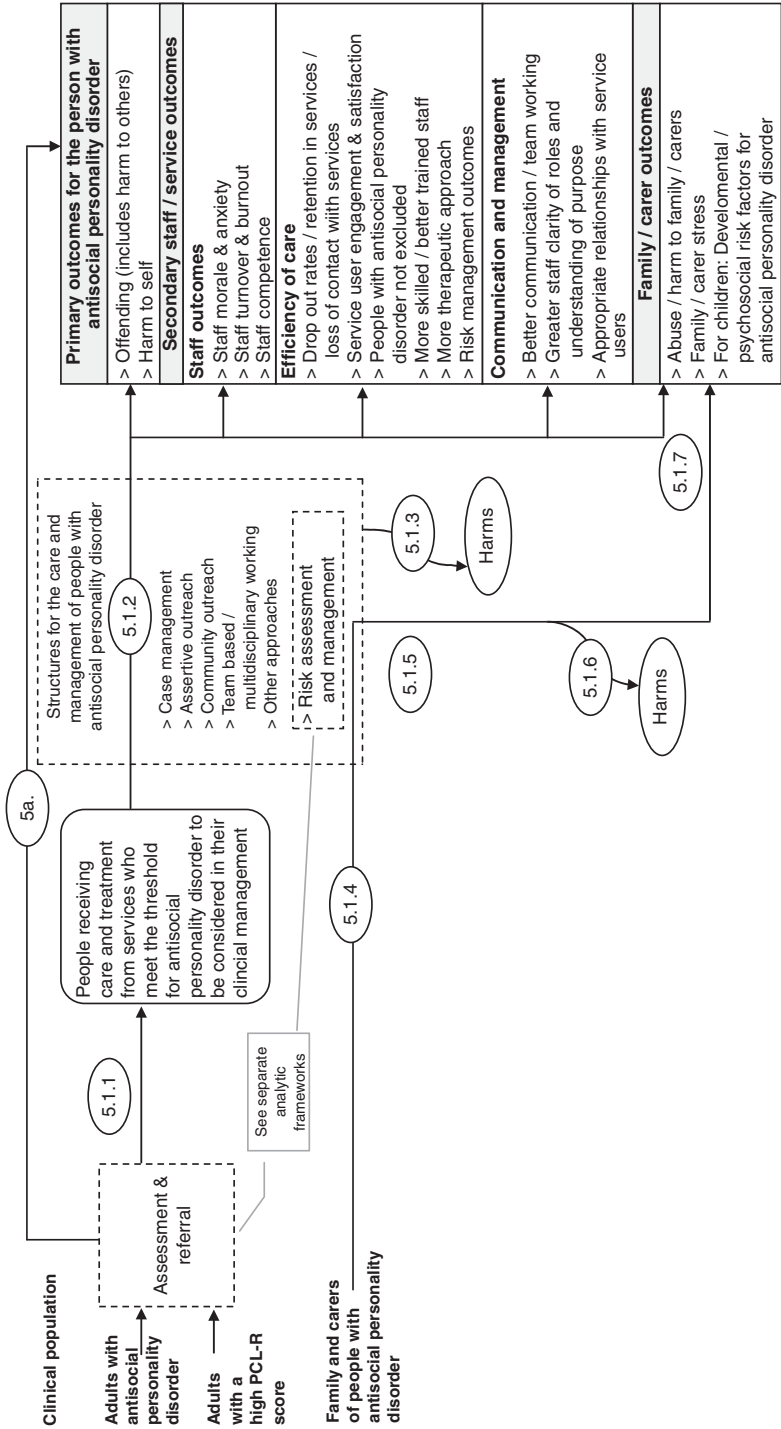 Clinical population
Adults with
antisocial
personality
disorder
Adults
with a
high PCL-R
score
Family and carers
of people with
antisocial personality
disorder
Assessment &
referral
5a.
5.1.1
See separate
analytic
frameworks
People receiving
care and treatment
from services who
meet the threshold
for antisocial
personality disorder to
be considered in their
clincial management
5.1.4
5.1.2
Structures for the care and
management of people with
antisocial personality disorder
> Case management
> Assertive outreach
> Community outreach
> Team based /
multidisciplinary working
> Other approaches
> Risk assessment
and management
5.1.3
Harms
5.1.5
5.1.6
Harms
5.1.7
Primary outcomes for the person with
antisocial personality disorder
> Offending (includes harm to others)
> Harm to self
Secondary staff / service outcomes
Staff outcomes
> Staff morale & anxiety
> Staff turnover & burnout
> Staff competence
Efficiency of care
> Drop out rates / retention in services /
loss of contact wiith services
> Service user engagement & satisfaction
> People with antisocial personality
disorder not excluded
> More skilled / better trained staff
> More therapeutic approach
> Risk management outcomes
Communication and management
> Better communication / team working
> Greater staff clarity of roles and
understanding of purpose
> Appropriate relationships with service
users
Family / carer outcomes
> Abuse / harm to family / carers
> Family / carer stress
> For children: Develomental /
psychosocial risk factors for
antisocial personality disorder